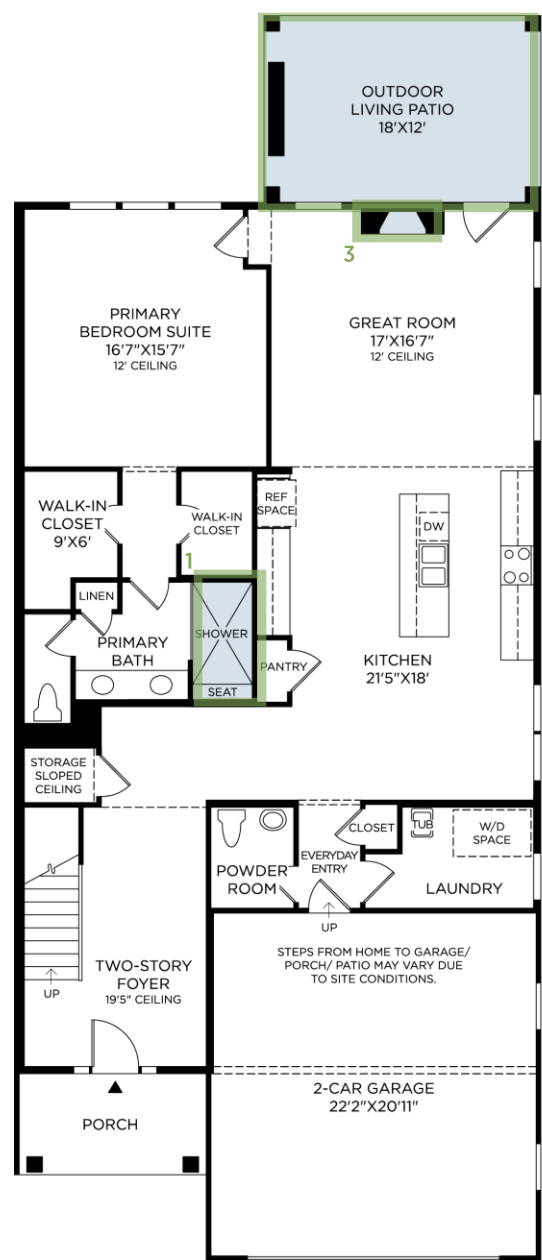 OUTDOOR
LIVING PATIO
18'X12'
3
PRIMARY
BEDROOM SUITE
16'7"X15'7"
12' CEILING
GREAT ROOM
17'X16'7"
12' CEILING
WALK-IN
CLOSET
9'X6'
WALK-IN
CLOSET
REF
SPACE
DW
1
LINEN
SHOWER
PRIMARY
BATH
SEAT
PANTRY
KITCHEN
21'5"X18'
STORAGE
SLOPED
CEILING
CLOSET
TUB
W/D
SPACE
POWDER
ROOM
EVERYDAY
ENTRY
LAUNDRY
UP
STEPS FROM HOME TO GARAGE/
PORCH/ PATIO MAY VARY DUE
TO SITE CONDITIONS.
TWO-STORY
FOYER
19'5" CEILING
UP
2-CAR GARAGE
22'2"X20'11"
PORCH